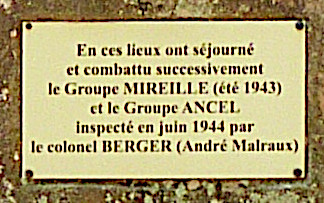 En ces lieux ont séjourné
et combattu successivement
le Groupe MIREILLE (été 1943)
et le Groupe ANCEL
inspecté en juin 1944 par
le colonel BERGER (André Malraux)